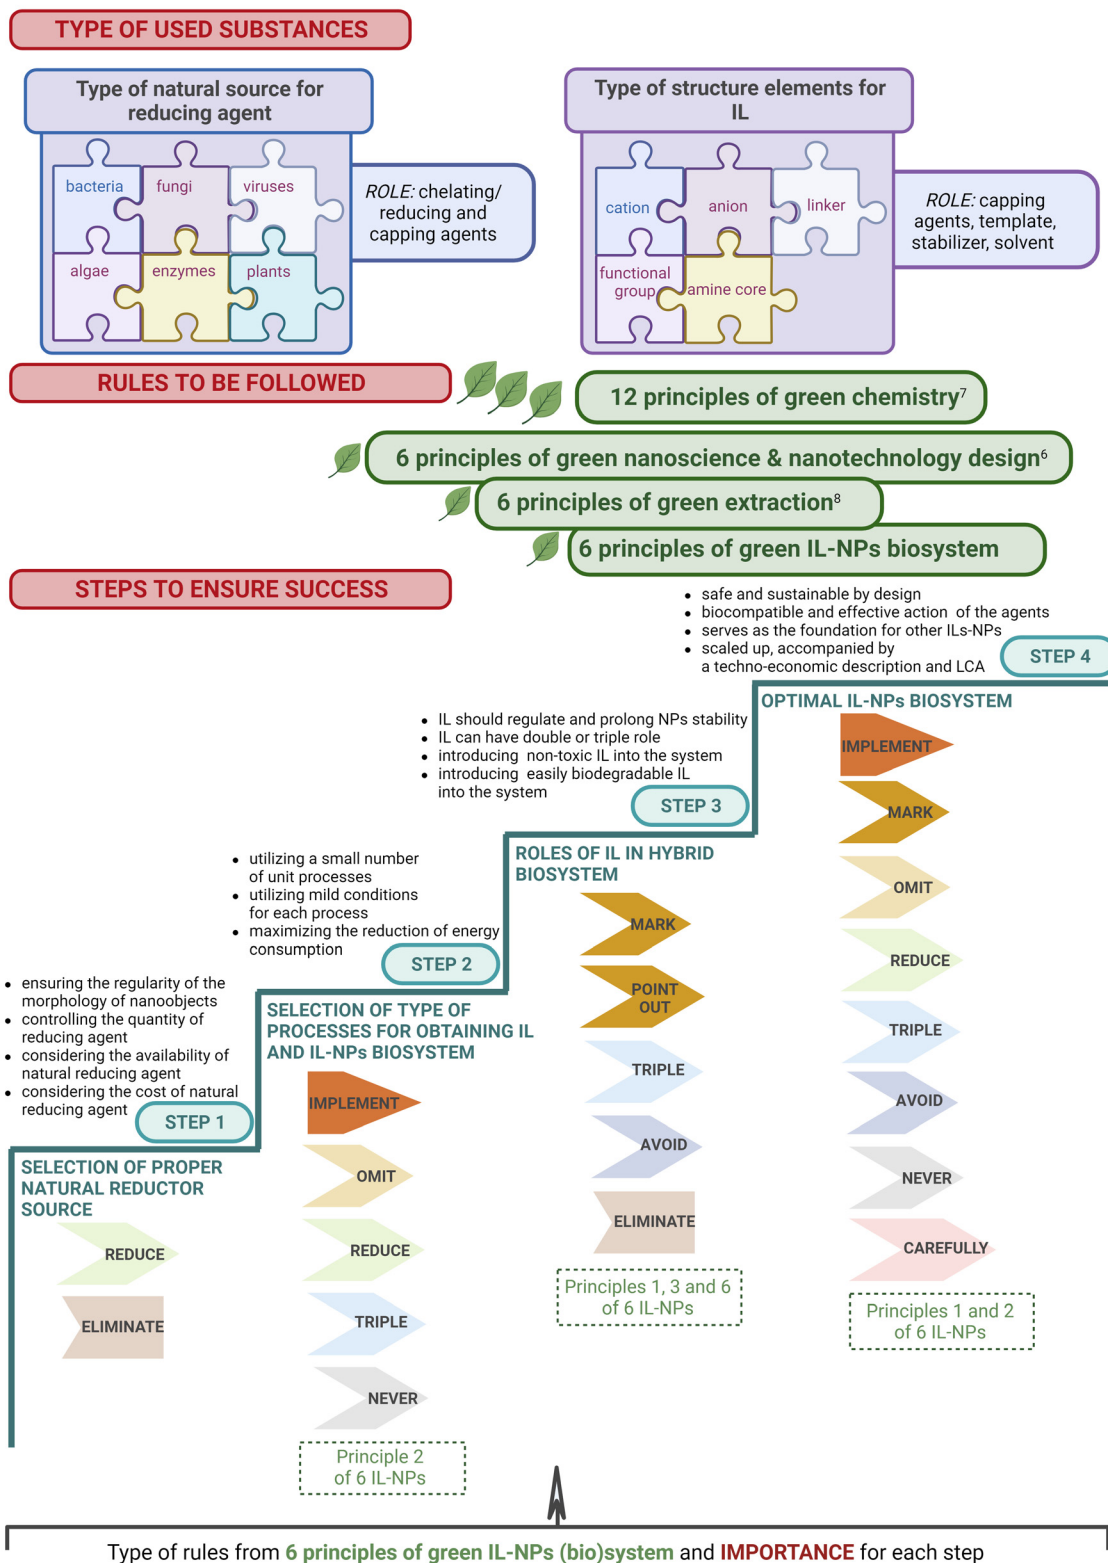 TYPE OF USED SUBSTANCES
Type of natural source for
reducing agent
bacteria
fungi
viruses
algae
enzymes
plants
ROLE: chelating/
reducing and
capping agents
Type of structure elements for
IL
cation
anion
linker
functional
group
amine core
ROLE: capping
agents, template,
stabilizer, solvent
RULES TO BE FOLLOWED
12 principles of green chemistry⁷
6 principles of green nanoscience & nanotechnology design⁶
6 principles of green extraction⁸
6 principles of green IL-NPs biosystem
STEPS TO ENSURE SUCCESS
• safe and sustainable by design
• biocompatible and effective action of the agents
• serves as the foundation for other ILs-NPs
• scaled up, accompanied by
a techno-economic description and LCA
STEP 4
OPTIMAL IL-NPs BIOSYSTEM
IMPLEMENT
MARK
OMIT
REDUCE
TRIPLE
AVOID
NEVER
CAREFULLY
Principles 1 and 2
of 6 IL-NPs
• IL should regulate and prolong NPs stability
• IL can have double or triple role
• introducing non-toxic IL into the system
• introducing easily biodegradable IL
into the system
STEP 3
ROLES OF IL IN HYBRID
BIOSYSTEM
MARK
POINT
OUT
TRIPLE
AVOID
ELIMINATE
Principles 1, 3 and 6
of 6 IL-NPs
• utilizing a small number
of unit processes
• utilizing mild conditions
for each process
• maximizing the reduction of energy
consumption
STEP 2
SELECTION OF TYPE OF
PROCESSES FOR OBTAINING IL
AND IL-NPs BIOSYSTEM
IMPLEMENT
OMIT
REDUCE
TRIPLE
NEVER
Principle 2
of 6 IL-NPs
• ensuring the regularity of the
morphology of nanoobjects
• controlling the quantity of
reducing agent
• considering the availability of
natural reducing agent
• considering the cost of natural
reducing agent
STEP 1
SELECTION OF PROPER
NATURAL REDUCTOR
SOURCE
REDUCE
ELIMINATE
Type of rules from 6 principles of green IL-NPs (bio)system and IMPORTANCE for each step